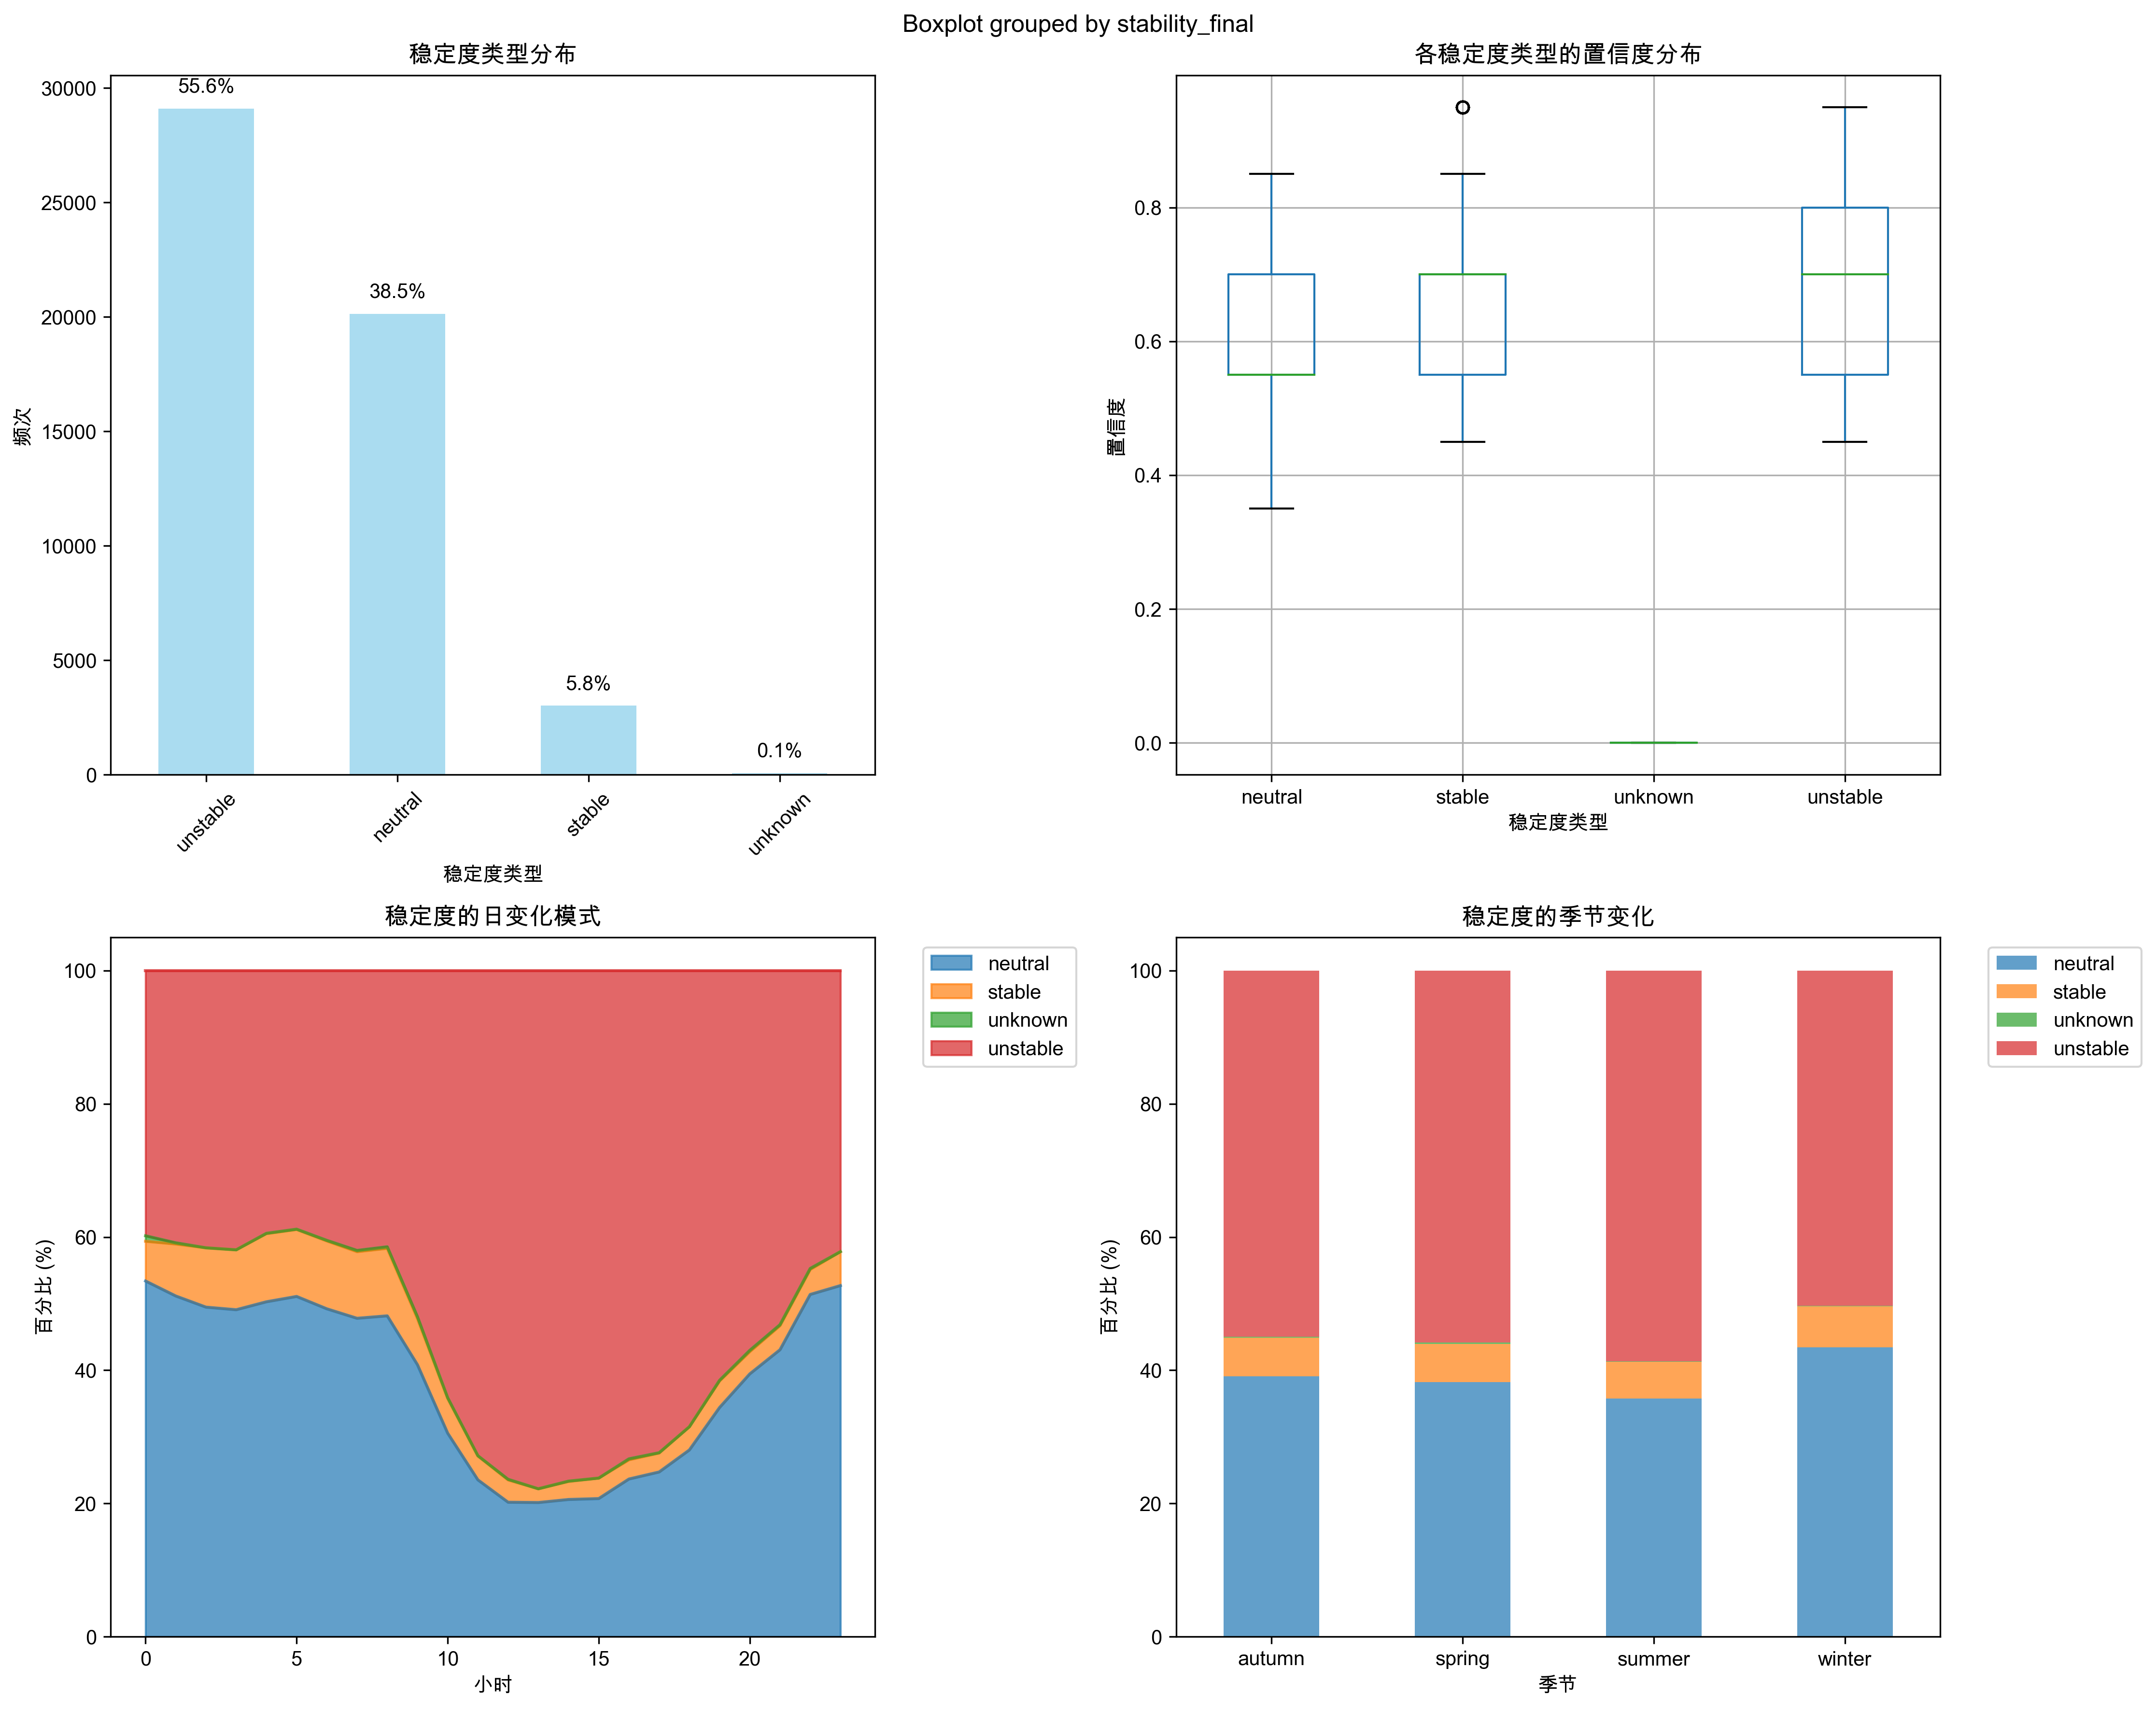 Boxplot grouped by stability_final
稳定度类型分布
55.6%
38.5%
5.8%
0.1%
30000
25000
20000
15000
10000
5000
0
频次
unstable
neutral
stable
unknown
稳定度类型
各稳定度类型的置信度分布
0.8
0.6
0.4
0.2
0.0
置信度
neutral
stable
unknown
unstable
稳定度类型
稳定度的日变化模式
100
80
60
40
20
0
百分比 (%)
0
5
10
15
20
小时
neutral
stable
unknown
unstable
稳定度的季节变化
100
80
60
40
20
0
百分比 (%)
autumn
spring
summer
winter
季节
neutral
stable
unknown
unstable